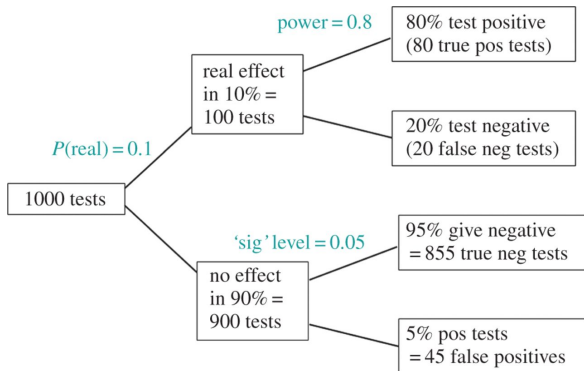 power = 0.8
80% test positive
(80 true pos tests)
real effect
in 10% =
100 tests
20% test negative
(20 false neg tests)
P(real) = 0.1
1000 tests
‘sig’ level = 0.05
95% give negative
= 855 true neg tests
no effect
in 90% =
900 tests
5% pos tests
= 45 false positives